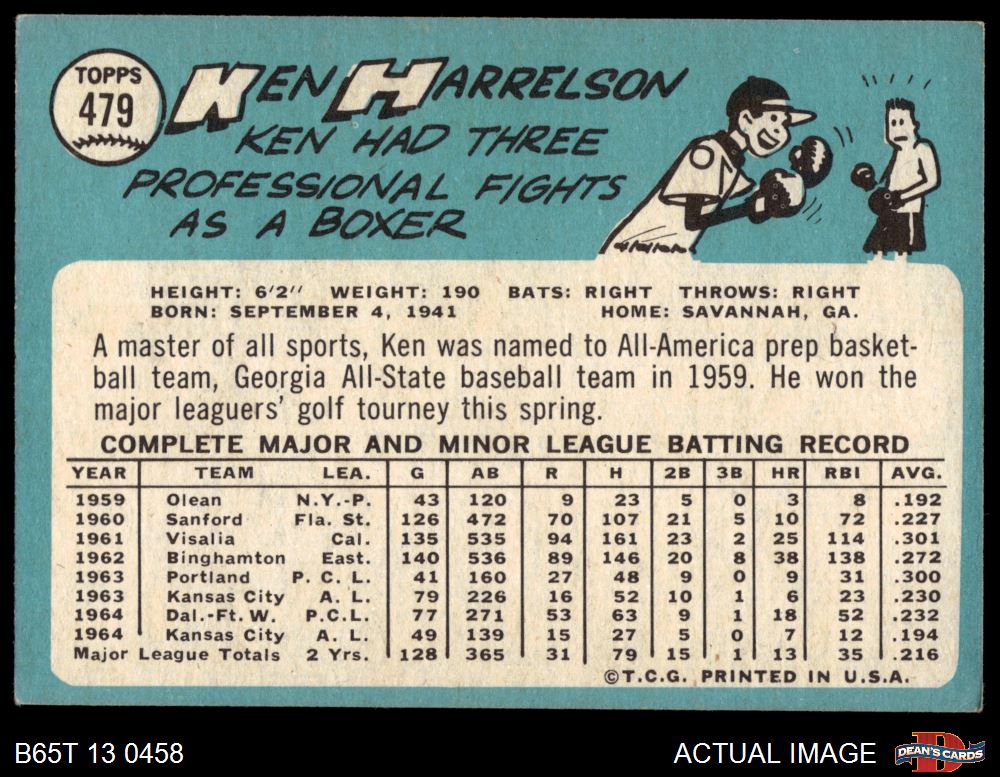 TOPPS
479
KEN HARRELSON
KEN HAD THREE
PROFESSIONAL FIGHTS
AS A BOXER
HEIGHT: 6'2" WEIGHT: 190 BATS: RIGHT THROWS: RIGHT
BORN: SEPTEMBER 4, 1941 HOME: SAVANNAH, GA.
A master of all sports, Ken was named to All-America prep basket-
ball team, Georgia All-State baseball team in 1959. He won the
major leaguers' golf tourney this spring.
COMPLETE MAJOR AND MINOR LEAGUE BATTING RECORD
YEAR TEAM LEA. G AB R H 2B 3B HR RBI AVG.
1959 Olean N.Y.-P. 43 120 9 23 5 0 3 8 .192
1960 Sanford Fla. St. 126 472 70 107 21 5 10 72 .227
1961 Visalia Cal. 135 535 94 161 23 2 25 114 .301
1962 Binghamton East. 140 536 89 146 20 8 38 138 .272
1963 Portland P. C. L. 41 160 27 48 9 0 9 31 .300
1963 Kansas City A. L. 79 226 16 52 10 1 6 23 .230
1964 Dal.-Ft. W. P.C.L. 77 271 53 63 9 1 18 52 .232
1964 Kansas City A. L. 49 139 15 27 5 0 7 12 .194
Major League Totals 2 Yrs. 128 365 31 79 15 1 13 35 .216
©T.C.G. PRINTED IN U.S.A.
B65T 13 0458 ACTUAL IMAGE DEAN'S CARDS